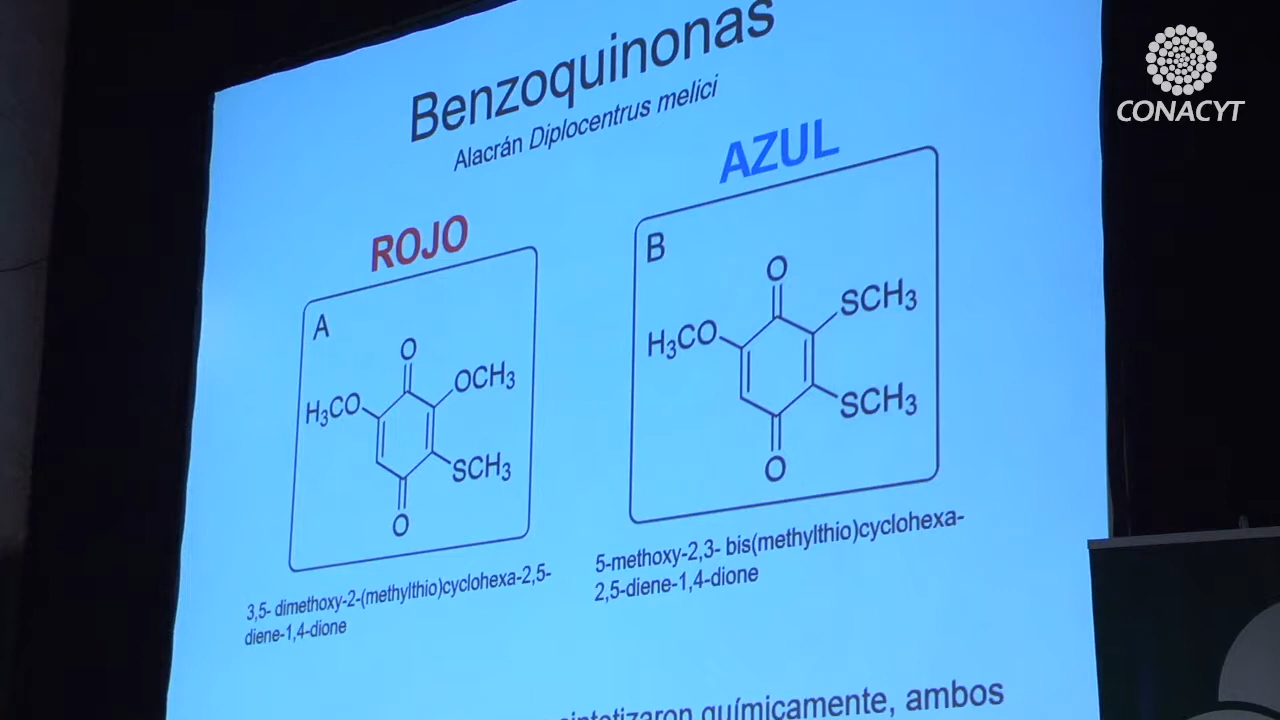 Benzoquinonas
Alacrán Diplocentrus melici
CONACYT
ROJO
A
O
H₃CO
OCH₃
SCH₃
O
3,5- dimethoxy-2-(methylthio)cyclohexa-2,5-
diene-1,4-dione
AZUL
B
O
H₃CO
SCH₃
SCH₃
O
5-methoxy-2,3- bis(methylthio)cyclohexa-
2,5-diene-1,4-dione
químicamente, ambos